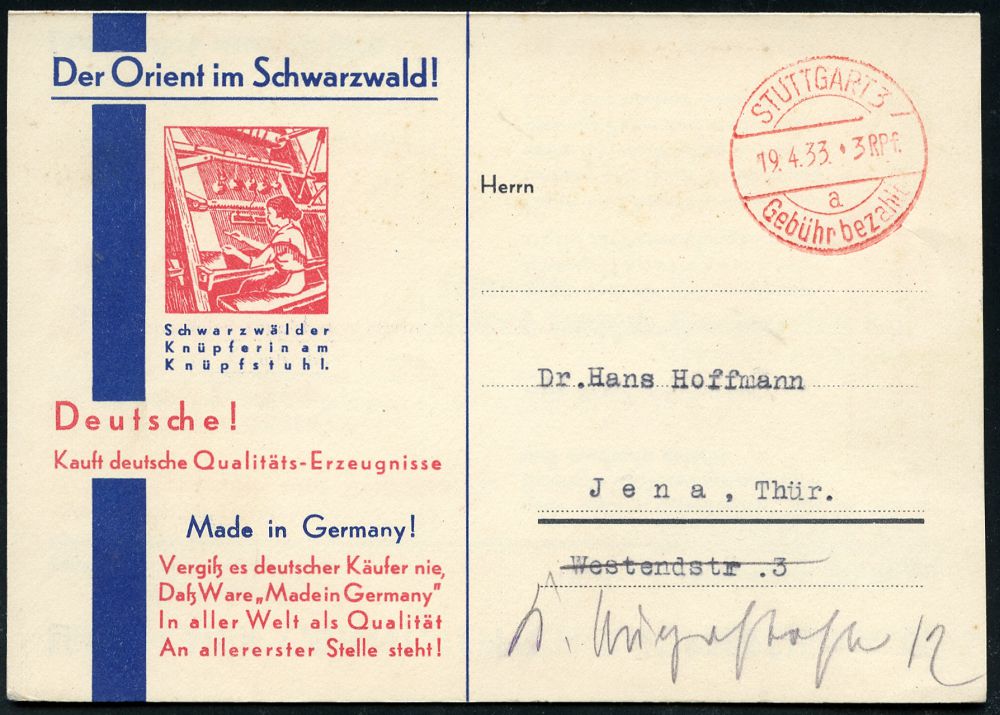 Der Orient im Schwarzwald!
Schwarzwälder
Knüpferin am
Knüpfstuhl.
Deutsche!
Kauft deutsche Qualitäts-Erzeugnisse
Made in Germany!
Vergiß es deutscher Käufer nie,
Daß Ware „Made in Germany"
In aller Welt als Qualität
An allererster Stelle steht!
STUTTGART 3
19.4.33. • 3 RPf.
a
Gebühr bezahlt
Herrn
Dr. Hans Hoffmann
Jena, Thür.
Westendstr .3
12